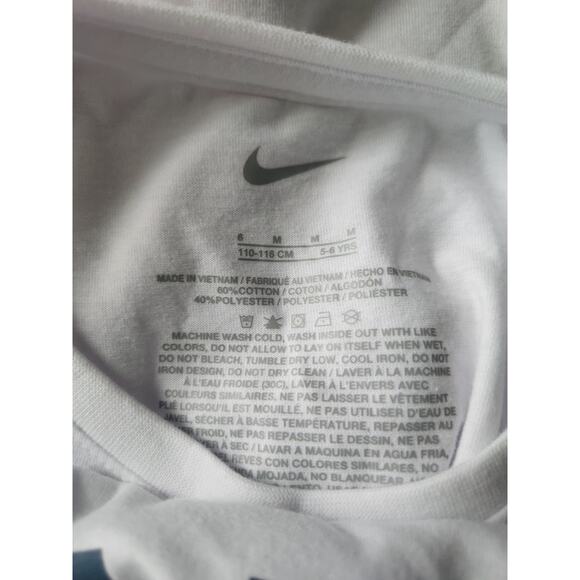 6 M M M
110-116 CM 5-6 YRS
MADE IN VIETNAM / FABRIQUÉ AU VIETNAM / HECHO EN VIETNAM
60%COTTON / COTON / ALGODÓN
40%POLYESTER / POLYESTER / POLIÉSTER
MACHINE WASH COLD, WASH INSIDE OUT WITH LIKE
COLORS, DO NOT ALLOW TO LAY ON ITSELF WHEN WET,
DO NOT BLEACH, TUMBLE DRY LOW, COOL IRON, DO NOT
IRON DESIGN, DO NOT DRY CLEAN / LAVER À LA MACHINE
À L'EAU FROIDE (30C), LAVER À L'ENVERS AVEC
COULEURS SIMILAIRES, NE PAS LAISSER LE VÊTEMENT
PLIÉ LORSQU'IL EST MOUILLÉ, NE PAS UTILISER D'EAU DE
JAVEL, SÉCHER À BASSE TEMPÉRATURE, REPASSER AU
FER FROID, NE PAS REPASSER LE DESSIN, NE PAS
À SEC / LAVAR A MAQUINA EN AGUA FRIA,
REVES CON COLORES SIMILARES, NO
MOJADA, NO BLANQUEAR,